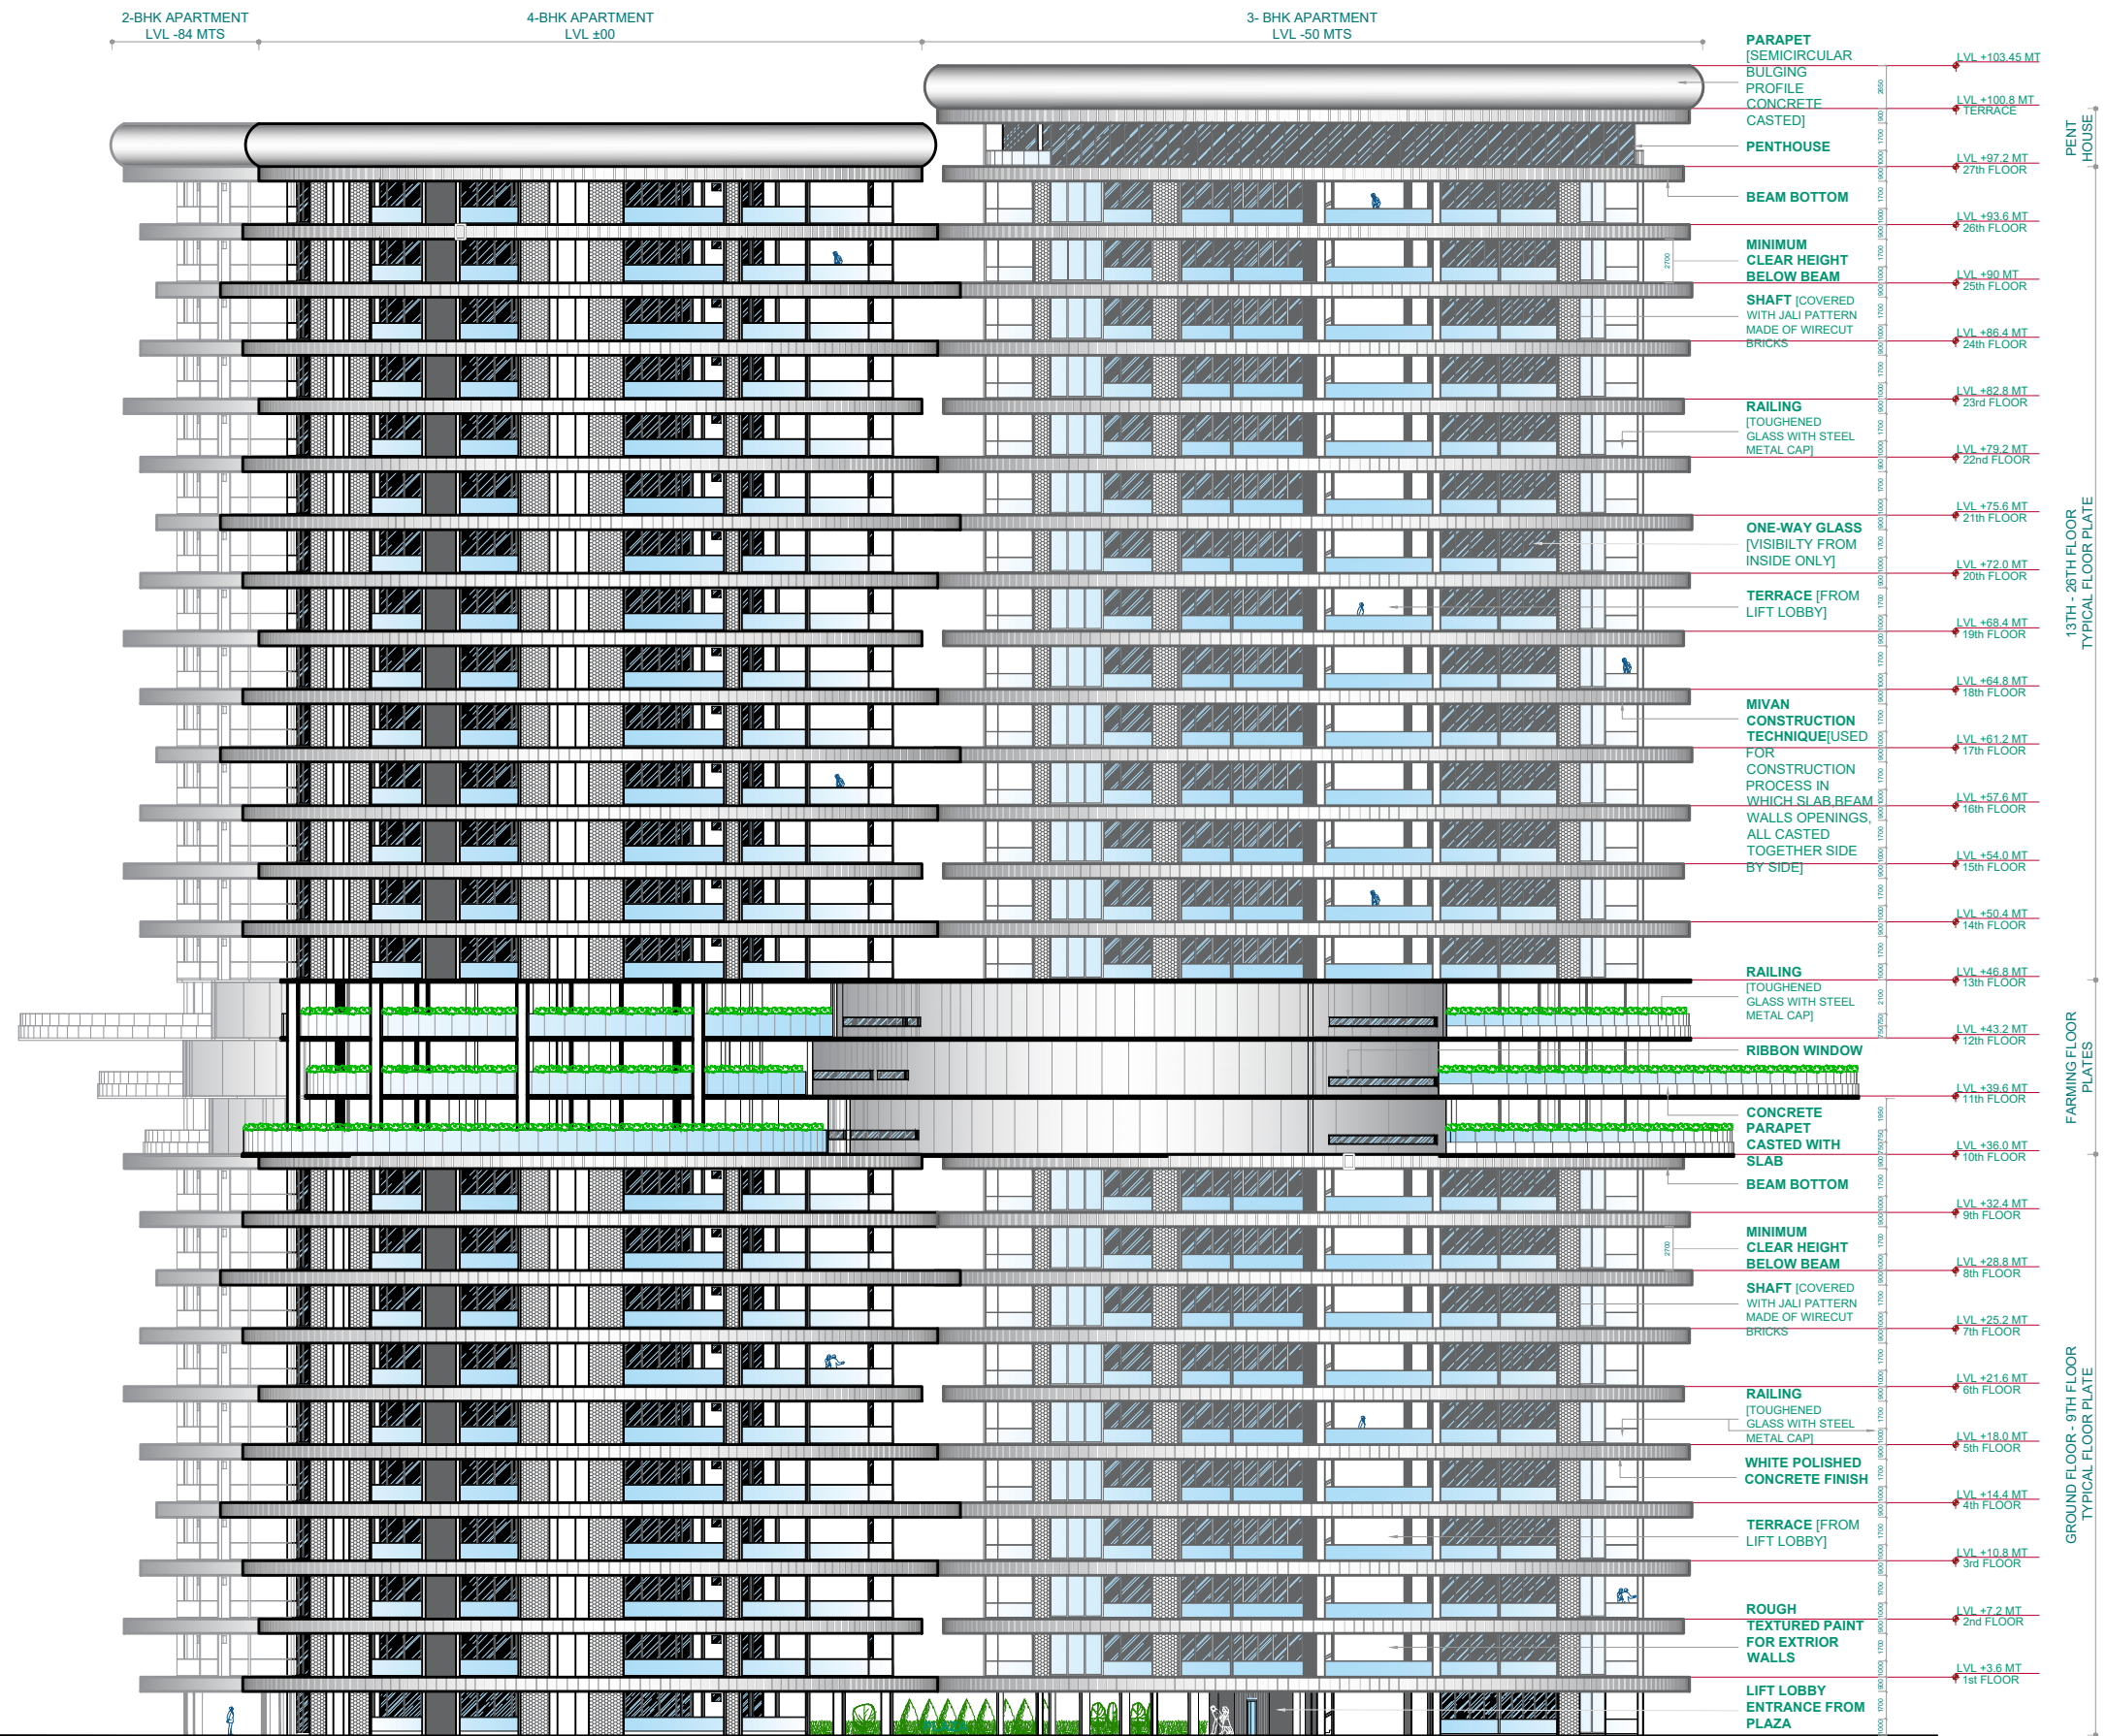 2-BHK APARTMENT
LVL -84 MTS
4-BHK APARTMENT
LVL ±00
3- BHK APARTMENT
LVL -50 MTS
PARAPET
[SEMICIRCULAR
BULGING
PROFILE
CONCRETE
CASTED]
PENTHOUSE
BEAM BOTTOM
MINIMUM
CLEAR HEIGHT
BELOW BEAM
2700
SHAFT [COVERED
WITH JALI PATTERN
MADE OF WIRECUT
BRICKS
RAILING
[TOUGHENED
GLASS WITH STEEL
METAL CAP]
ONE-WAY GLASS
[VISIBILTY FROM
INSIDE ONLY]
TERRACE [FROM
LIFT LOBBY]
MIVAN
CONSTRUCTION
TECHNIQUE[USED
FOR
CONSTRUCTION
PROCESS IN
WHICH SLAB,BEAM
WALLS OPENINGS,
ALL CASTED
TOGETHER SIDE
BY SIDE]
RAILING
[TOUGHENED
GLASS WITH STEEL
METAL CAP]
RIBBON WINDOW
CONCRETE
PARAPET
CASTED WITH
SLAB
BEAM BOTTOM
MINIMUM
CLEAR HEIGHT
BELOW BEAM
2700
SHAFT [COVERED
WITH JALI PATTERN
MADE OF WIRECUT
BRICKS
RAILING
[TOUGHENED
GLASS WITH STEEL
METAL CAP]
WHITE POLISHED
CONCRETE FINISH
TERRACE [FROM
LIFT LOBBY]
ROUGH
TEXTURED PAINT
FOR EXTRIOR
WALLS
LIFT LOBBY
ENTRANCE FROM
PLAZA
PLAZA
LVL +103.45 MT
LVL +100.8 MT
TERRACE
LVL +97.2 MT
27th FLOOR
LVL +93.6 MT
26th FLOOR
LVL +90 MT
25th FLOOR
LVL +86.4 MT
24th FLOOR
LVL +82.8 MT
23rd FLOOR
LVL +79.2 MT
22nd FLOOR
LVL +75.6 MT
21th FLOOR
LVL +72.0 MT
20th FLOOR
LVL +68.4 MT
19th FLOOR
LVL +64.8 MT
18th FLOOR
LVL +61.2 MT
17th FLOOR
LVL +57.6 MT
16th FLOOR
LVL +54.0 MT
15th FLOOR
LVL +50.4 MT
14th FLOOR
LVL +46.8 MT
13th FLOOR
LVL +43.2 MT
12th FLOOR
LVL +39.6 MT
11th FLOOR
LVL +36.0 MT
10th FLOOR
LVL +32.4 MT
9th FLOOR
LVL +28.8 MT
8th FLOOR
LVL +25.2 MT
7th FLOOR
LVL +21.6 MT
6th FLOOR
LVL +18.0 MT
5th FLOOR
LVL +14.4 MT
4th FLOOR
LVL +10.8 MT
3rd FLOOR
LVL +7.2 MT
2nd FLOOR
LVL +3.6 MT
1st FLOOR
PENT
HOUSE
13TH - 26TH FLOOR
TYPICAL FLOOR PLATE
FARMING FLOOR
PLATES
GROUND FLOOR - 9TH FLOOR
TYPICAL FLOOR PLATE